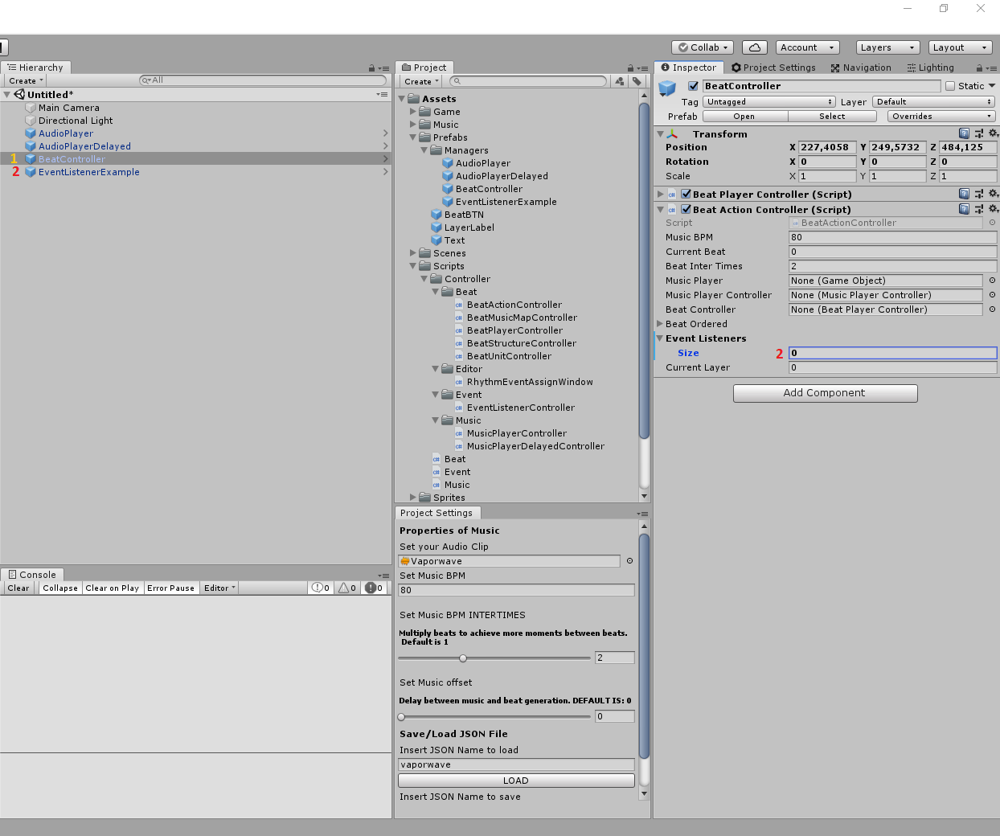 Collab
Account
Layers
Layout
Hierarchy
Create
All
Untitled*
Main Camera
Directional Light
AudioPlayer
AudioPlayerDelayed
1 BeatController
2 EventListenerExample
Console
Clear
Collapse
Clear on Play
Error Pause
Editor
0
0
0
Project
Create
Assets
Game
Music
Prefabs
Managers
AudioPlayer
AudioPlayerDelayed
BeatController
EventListenerExample
BeatBTN
LayerLabel
Text
Scenes
Scripts
Controller
Beat
BeatActionController
BeatMusicMapController
BeatPlayerController
BeatStructureController
BeatUnitController
Editor
RhythmEventAssignWindow
Event
EventListenerController
Music
MusicPlayerController
MusicPlayerDelayedController
Beat
Event
Music
Sprites
Project Settings
Properties of Music
Set your Audio Clip
Vaporwave
Set Music BPM
80
Set Music BPM INTERTIMES
Multiply beats to achieve more moments between beats.
Default is 1
2
Set Music offset
Delay between music and beat generation. DEFAULT IS: 0
0
Save/Load JSON File
Insert JSON Name to load
vaporwave
LOAD
Insert JSON Name to save
Inspector
Project Settings
Navigation
Lighting
BeatController
Static
Tag Untagged
Layer Default
Prefab Open Select Overrides
Transform
Position X 227,4058 Y 249,5732 Z 484,125
Rotation X 0 Y 0 Z 0
Scale X 1 Y 1 Z 1
Beat Player Controller (Script)
Beat Action Controller (Script)
Script BeatActionController
Music BPM 80
Current Beat 0
Beat Inter Times 2
Music Player None (Game Object)
Music Player Controller None (Music Player Controller)
Beat Controller None (Beat Player Controller)
Beat Ordered
Event Listeners
Size 2 0
Current Layer 0
Add Component